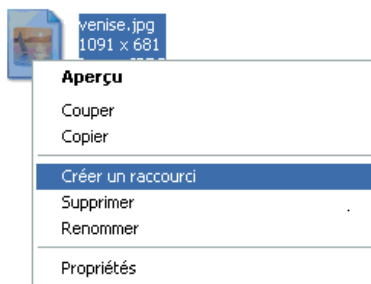 venise.jpg
1091 x 681
Aperçu
Couper
Copier
Créer un raccourci
Supprimer
Renommer
Propriétés